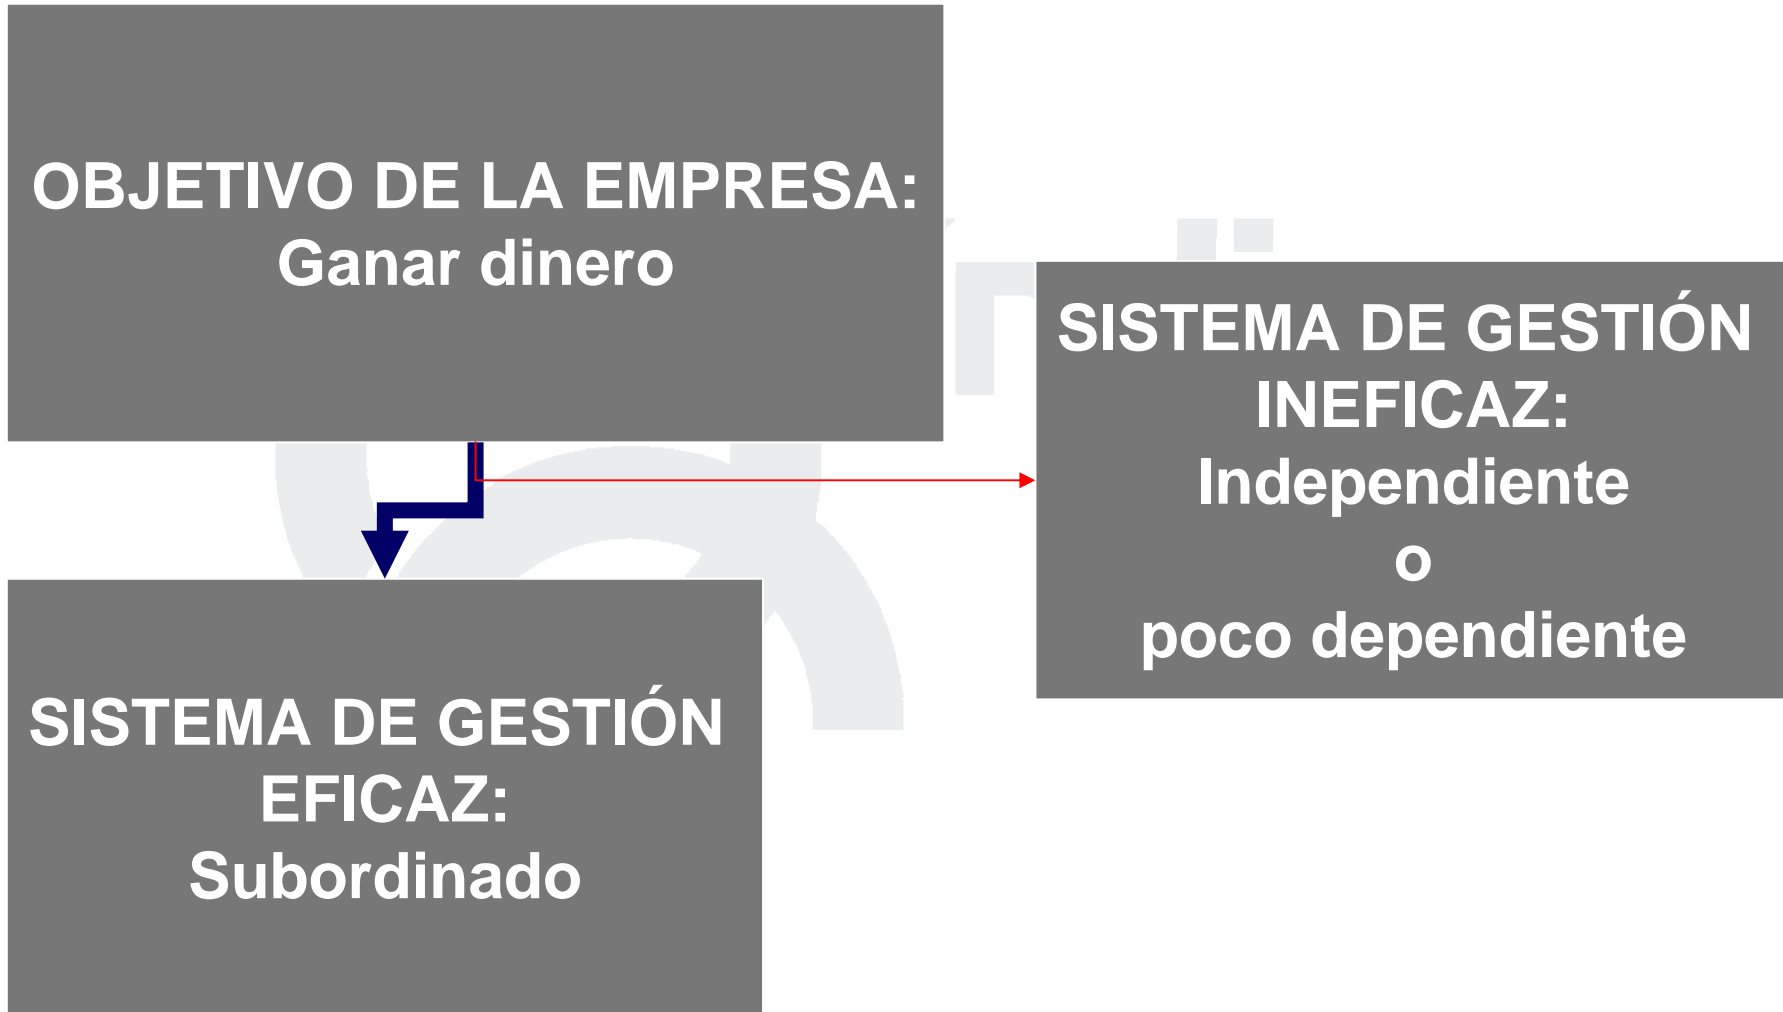 OBJETIVO DE LA EMPRESA:
Ganar dinero
SISTEMA DE GESTIÓN
INEFICAZ:
Independiente
o
poco dependiente
SISTEMA DE GESTIÓN
EFICAZ:
Subordinado